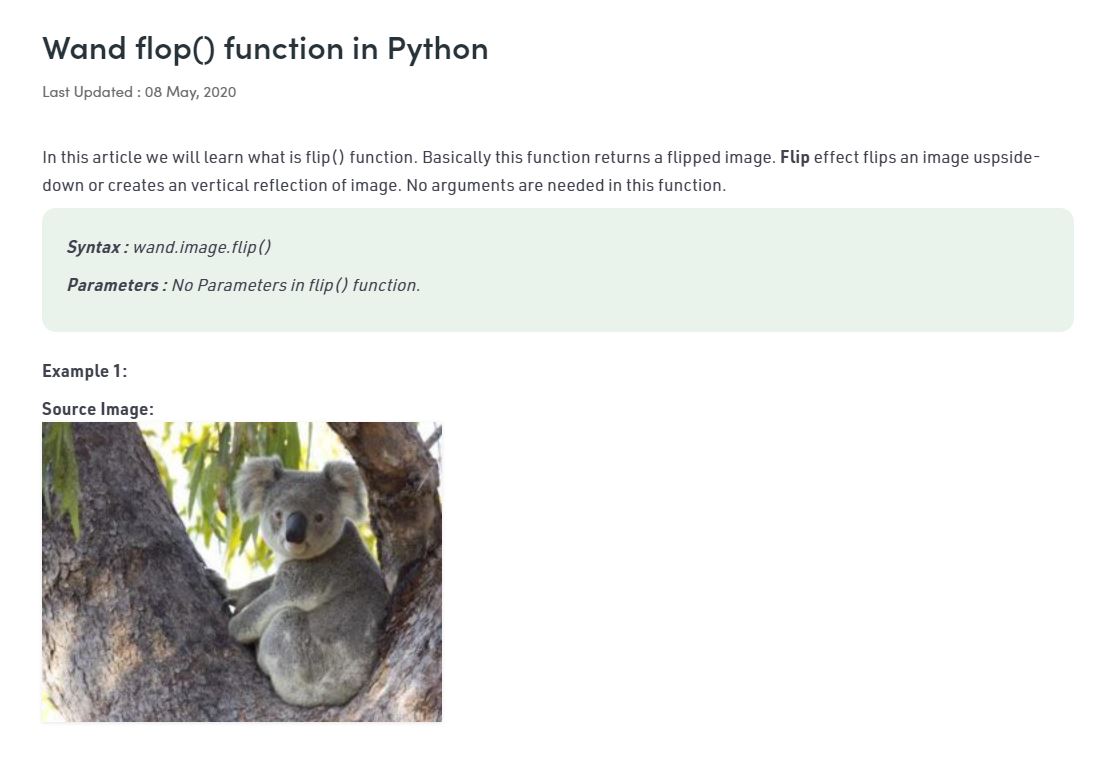 Wand flop() function in Python
Last Updated : 08 May, 2020
In this article we will learn what is flip() function. Basically this function returns a flipped image. Flip effect flips an image uspside-
down or creates an vertical reflection of image. No arguments are needed in this function.
Syntax : wand.image.flip()
Parameters : No Parameters in flip() function.
Example 1:
Source Image: